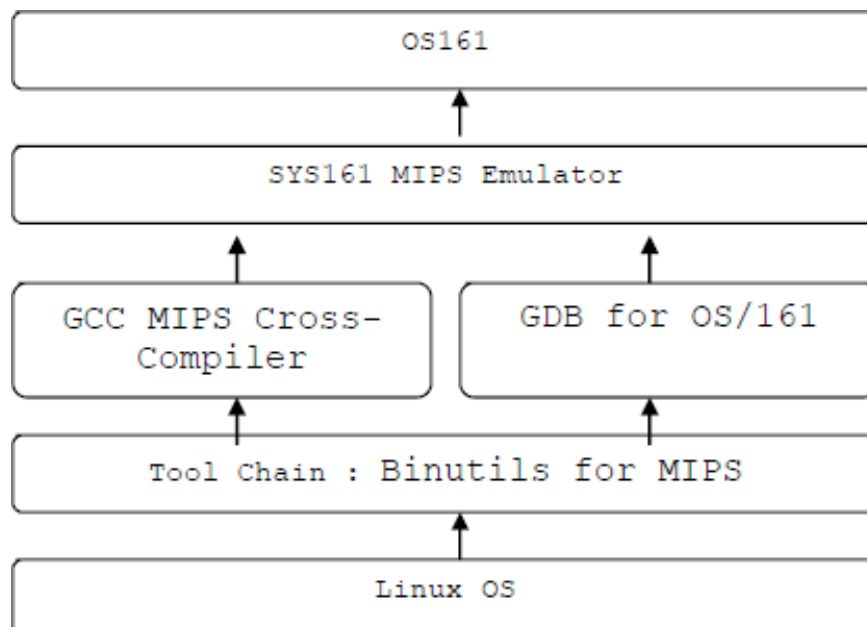 OS161
SYS161 MIPS Emulator
GCC MIPS Cross-
Compiler
GDB for OS/161
Tool Chain : Binutils for MIPS
Linux OS